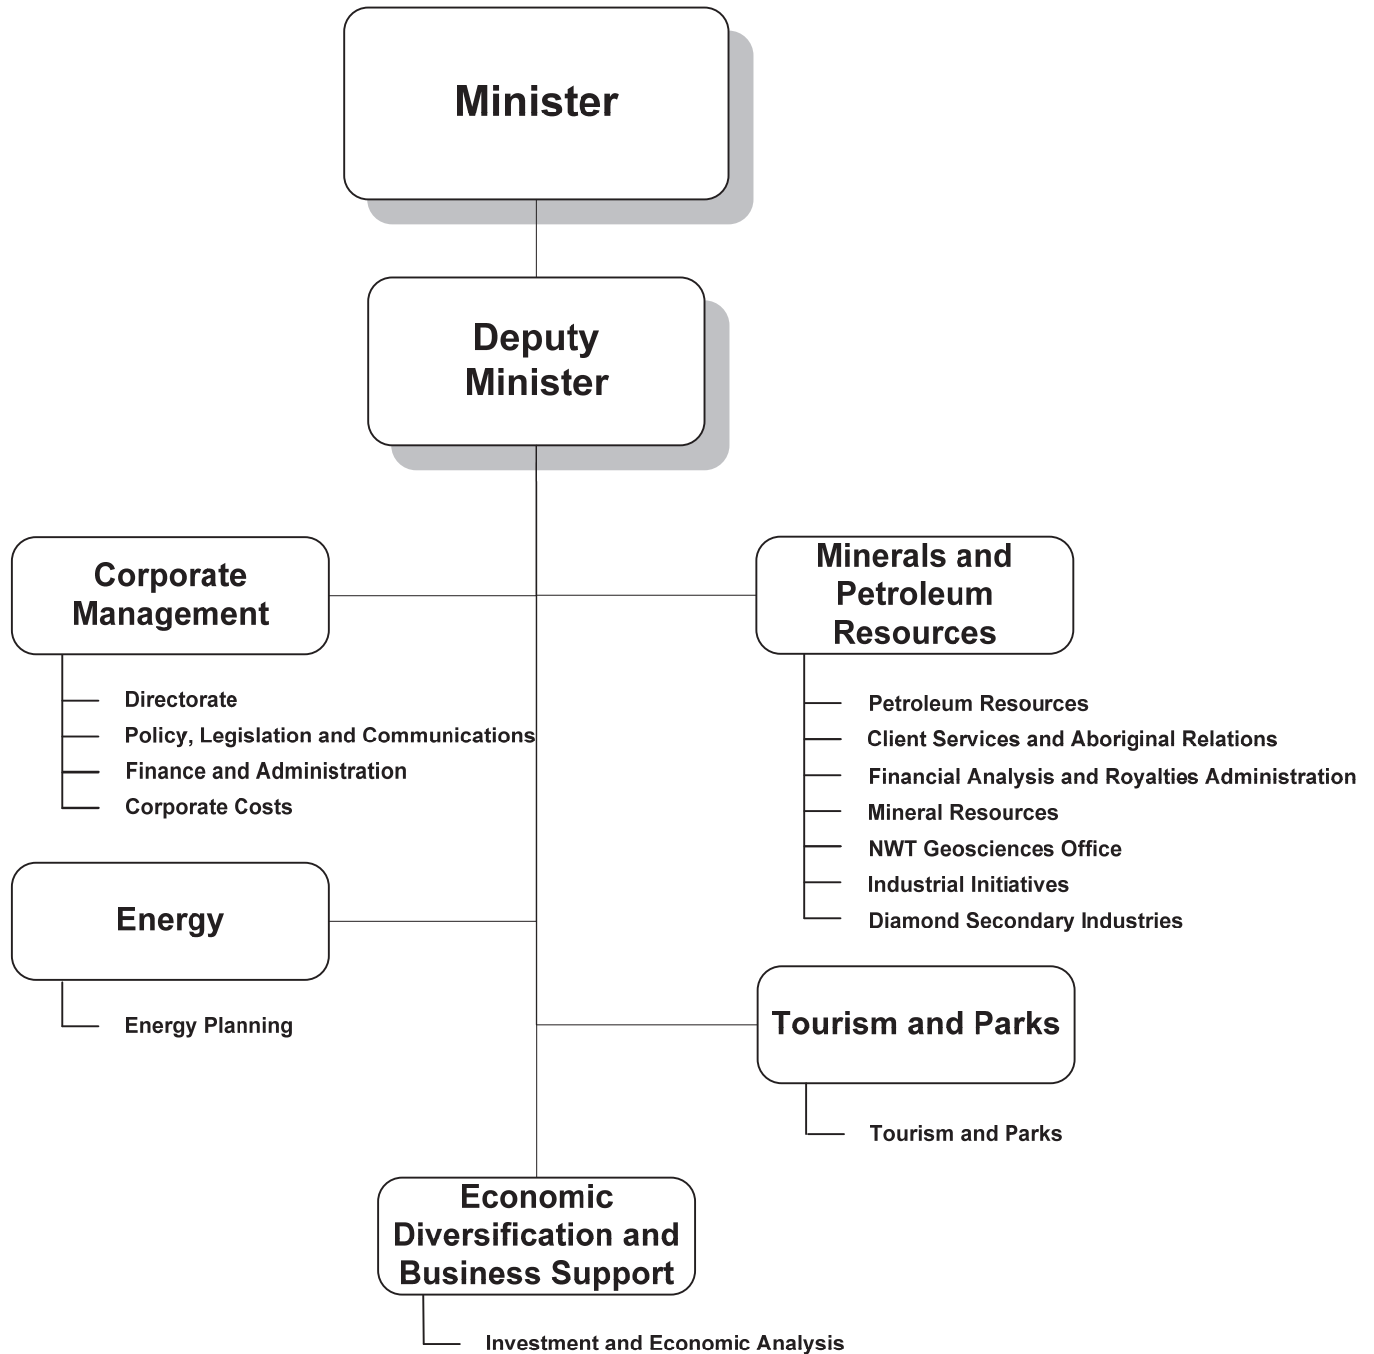 Minister
Deputy
Minister
Corporate
Management
Directorate
Policy, Legislation and Communications
Finance and Administration
Corporate Costs
Minerals and
Petroleum
Resources
Petroleum Resources
Client Services and Aboriginal Relations
Financial Analysis and Royalties Administration
Mineral Resources
NWT Geosciences Office
Industrial Initiatives
Diamond Secondary Industries
Energy
Energy Planning
Tourism and Parks
Tourism and Parks
Economic
Diversification and
Business Support
Investment and Economic Analysis